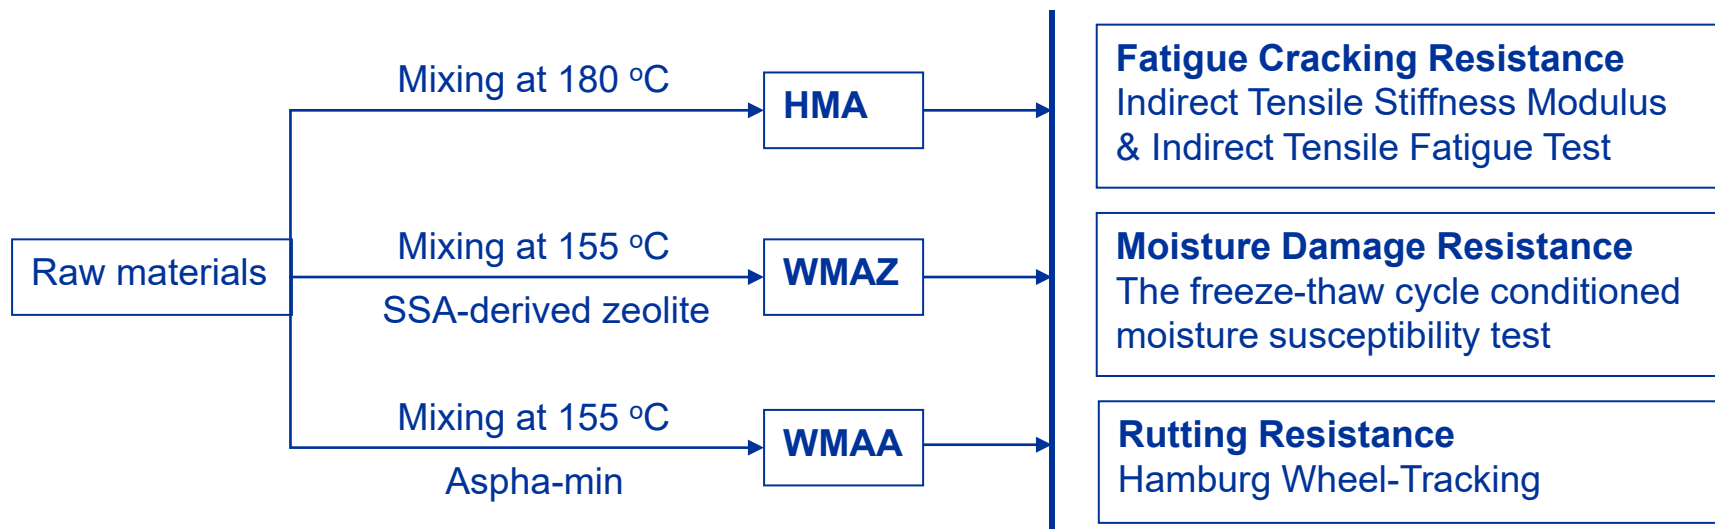 Raw materials
Mixing at 180 °C
HMA
Mixing at 155 °C
SSA-derived zeolite
WMAZ
Mixing at 155 °C
Aspha-min
WMAA
Fatigue Cracking Resistance
Indirect Tensile Stiffness Modulus
& Indirect Tensile Fatigue Test
Moisture Damage Resistance
The freeze-thaw cycle conditioned
moisture susceptibility test
Rutting Resistance
Hamburg Wheel-Tracking